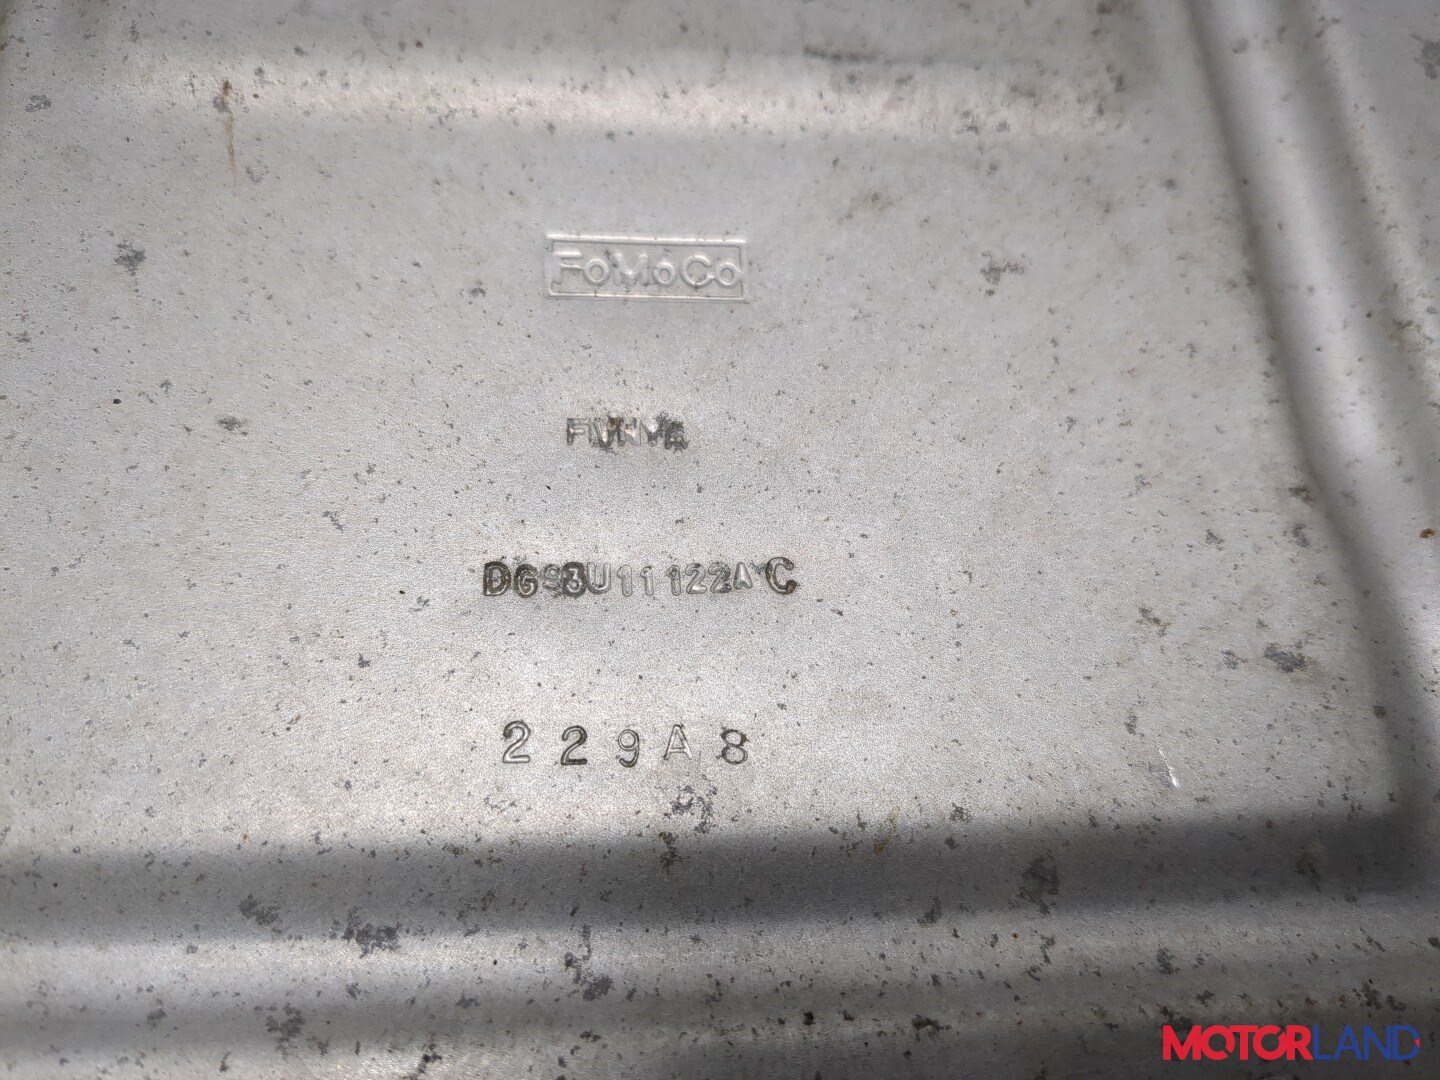 FoMoCo
DG93U11122AC
229A8
MOTORLAND